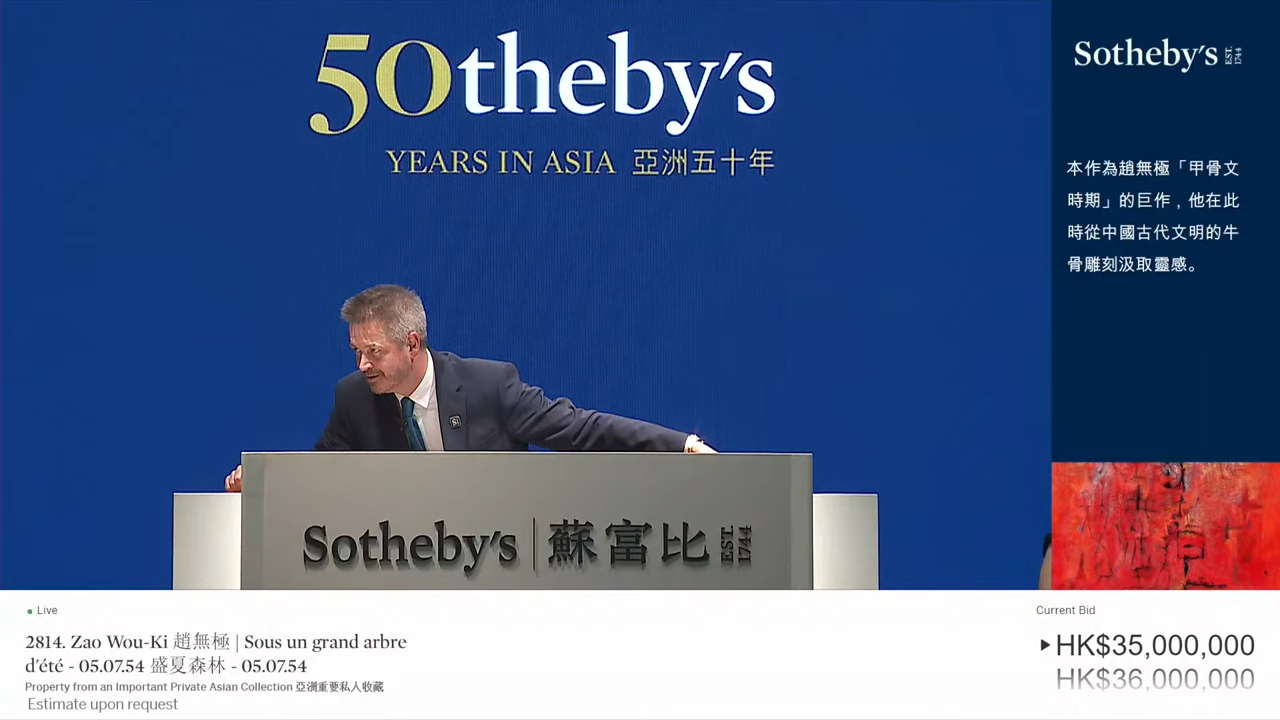 50theby's
YEARS IN ASIA 亞洲五十年
Sotheby's EST. 1744
本作為趙無極「甲骨文
時期」的巨作，他在此
時從中國古代文明的牛
骨雕刻汲取靈感。
Sotheby's | 蘇富比 EST. 1744
Live
2814. Zao Wou-Ki 趙無極 | Sous un grand arbre
d'été - 05.07.54 盛夏森林 - 05.07.54
Property from an Important Private Asian Collection 亞洲重要私人收藏
Estimate upon request
Current Bid
HK$35,000,000
HK$36,000,000